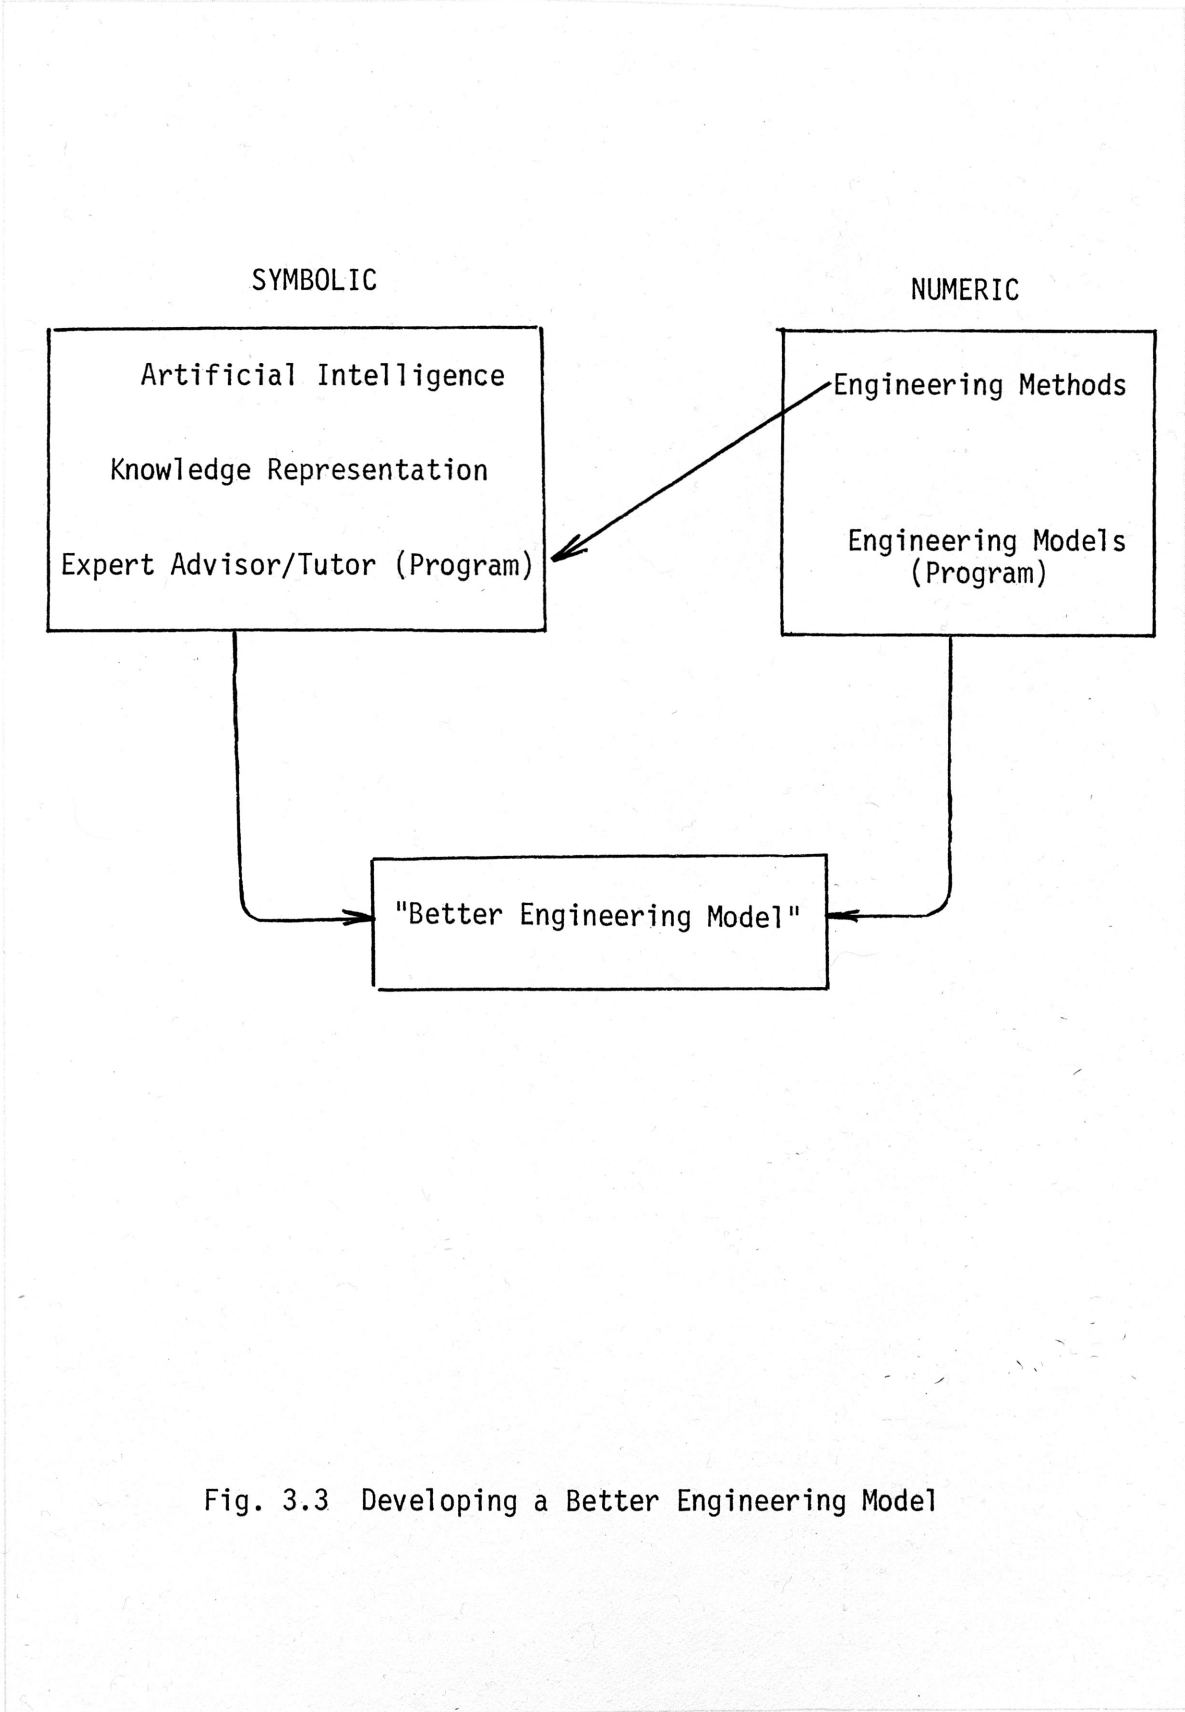 SYMBOLIC
Artificial Intelligence
Knowledge Representation
Expert Advisor/Tutor (Program)
NUMERIC
Engineering Methods
Engineering Models
(Program)
"Better Engineering Model"
Fig. 3.3 Developing a Better Engineering Model